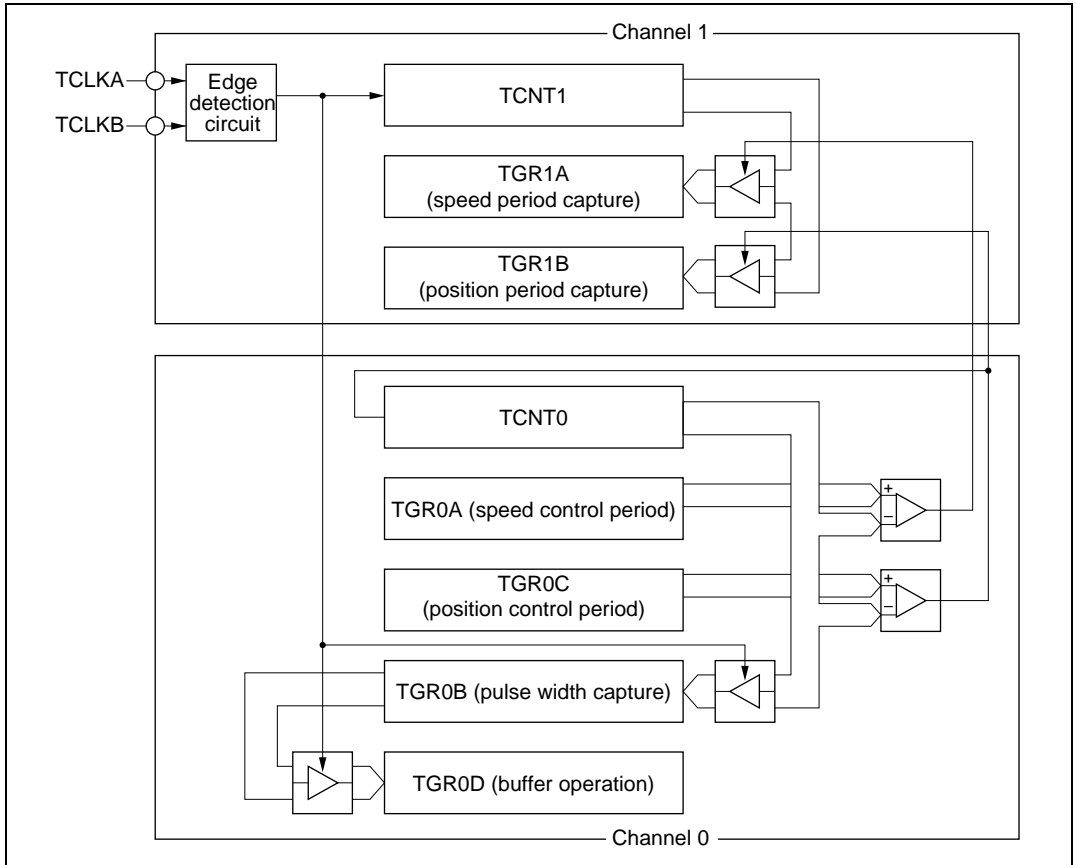 Channel 1
TCLKA
TCLKB
Edge
detection
circuit
TCNT1
TGR1A
(speed period capture)
TGR1B
(position period capture)
TCNT0
TGR0A (speed control period)
+
−
TGR0C
(position control period)
+
−
TGR0B (pulse width capture)
TGR0D (buffer operation)
Channel 0